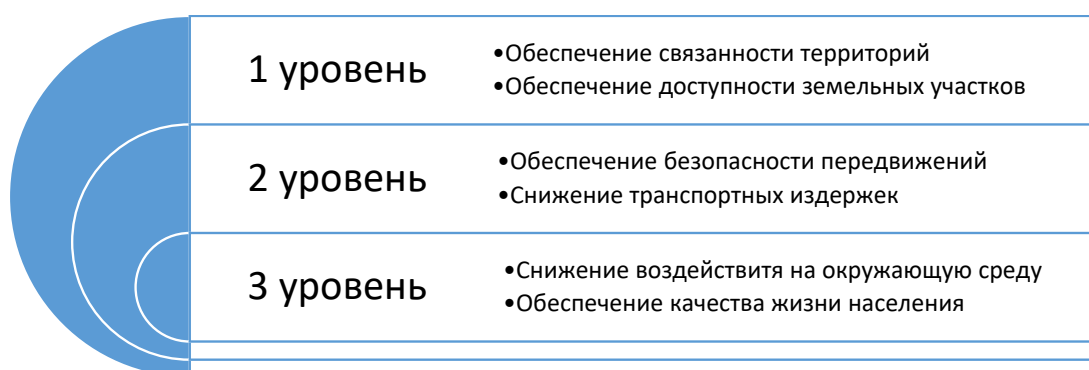 1 уровень
•Обеспечение связанности территорий
•Обеспечение доступности земельных участков
2 уровень
•Обеспечение безопасности передвижений
•Снижение транспортных издержек
3 уровень
•Снижение воздействитя на окружающую среду
•Обеспечение качества жизни населения